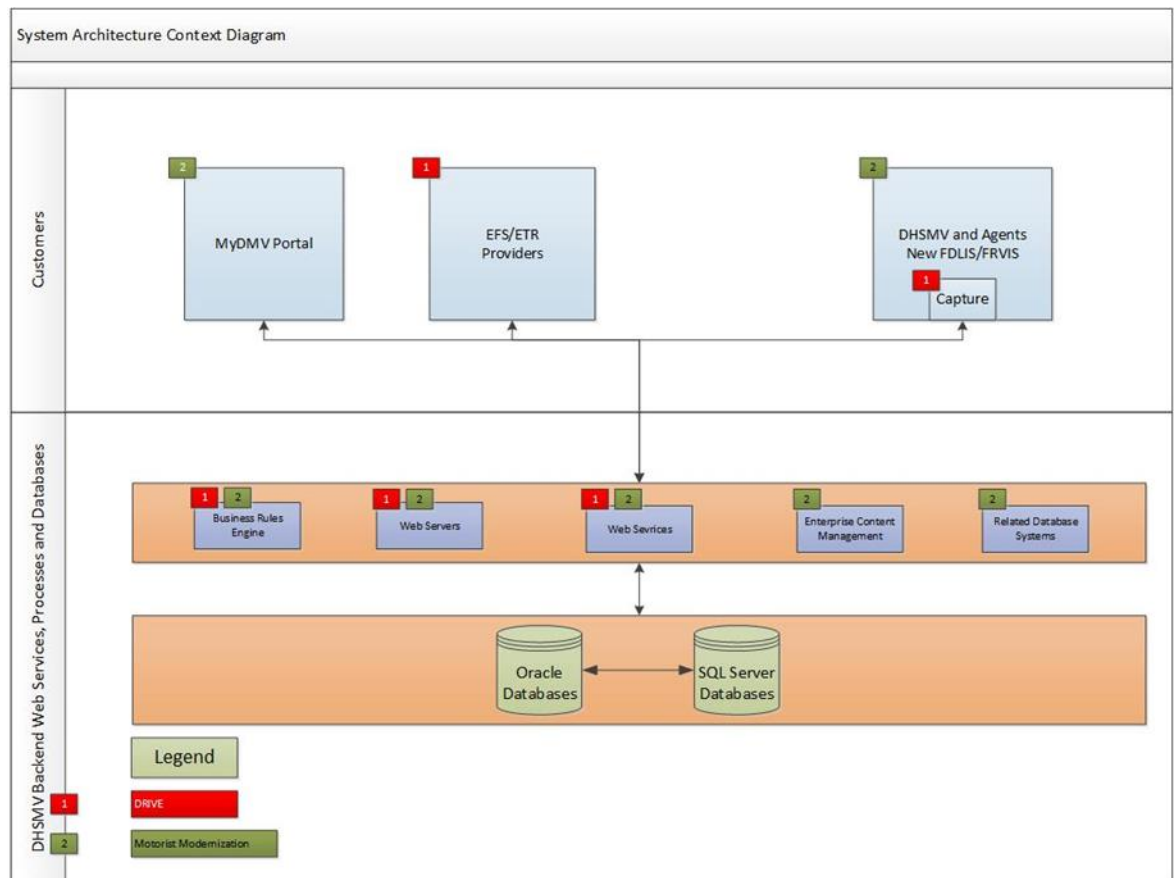 System Architecture Context Diagram
Customers
2
MyDMV Portal
1
EFS/ETR
Providers
2
DHSMV and Agents
New FDLIS/FRVIS
1
Capture
DHSMV Backend Web Services, Processes and Databases
1
2
Business Rules
Engine
1
2
Web Servers
1
2
Web Sevrices
2
Enterprise Content
Management
2
Related Database
Systems
Oracle
Databases
SQL Server
Databases
Legend
1
DRIVE
2
Motorist Modernization